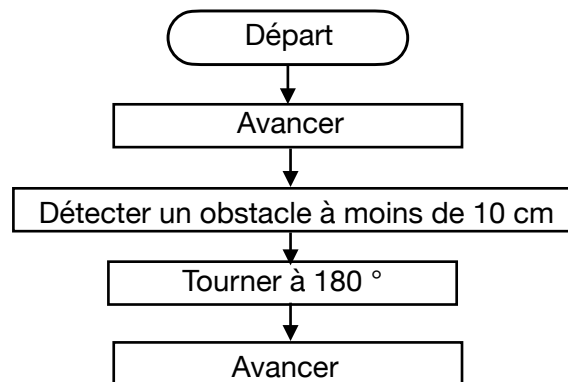 Départ
Avancer
Détecter un obstacle à moins de 10 cm
Tourner à 180 °
Avancer